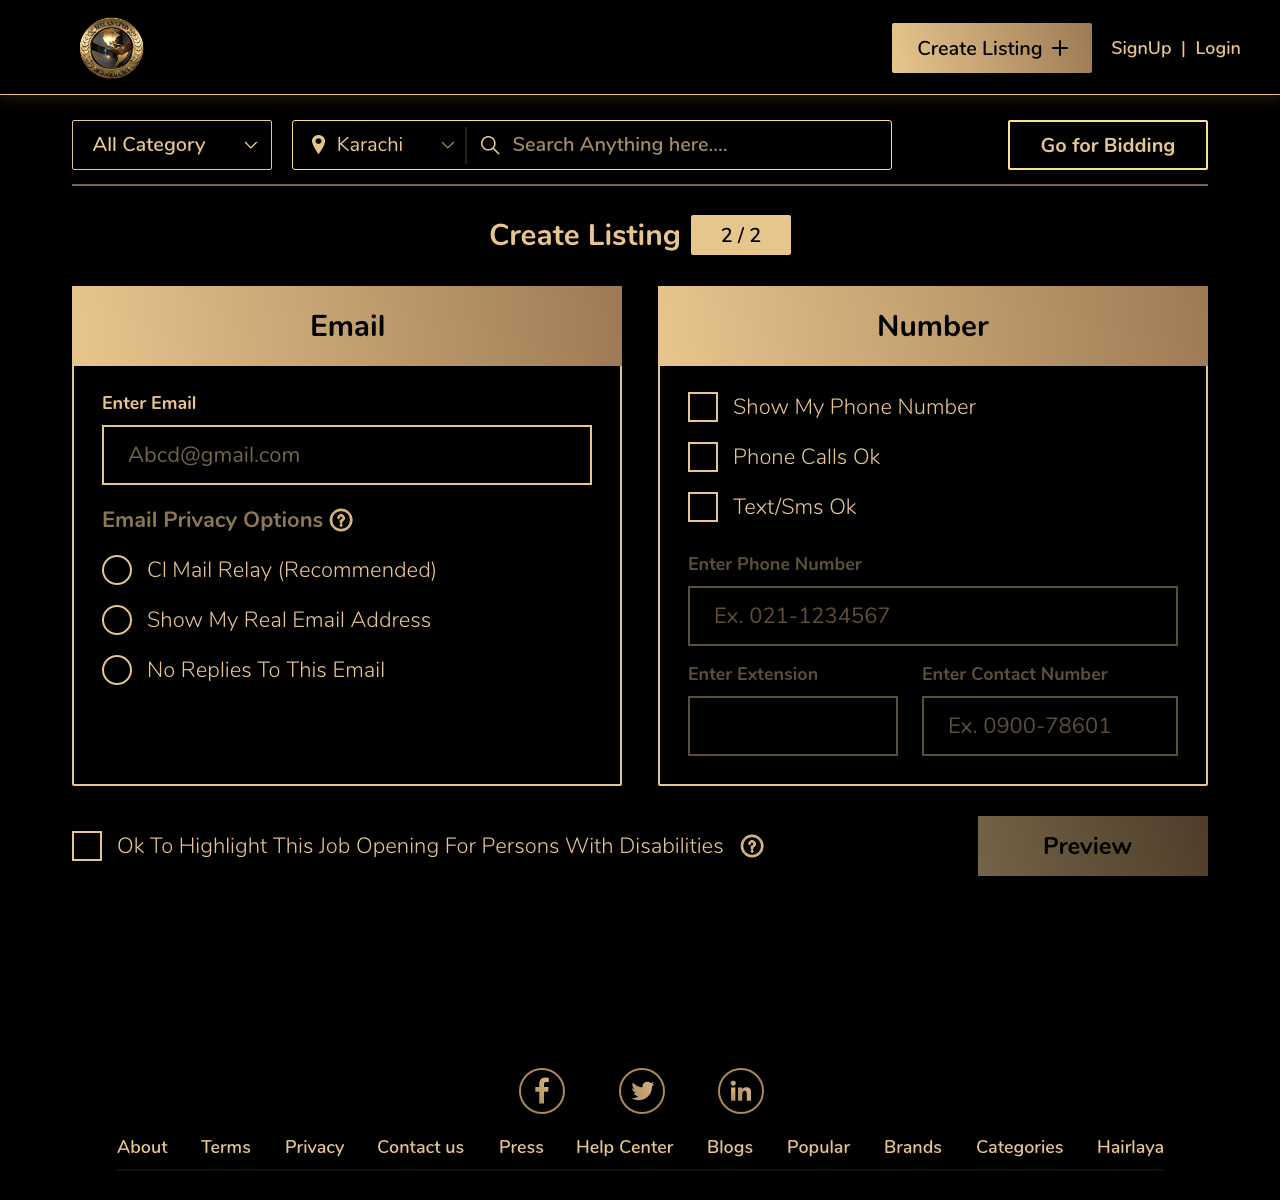 Create Listing +
SignUp | Login
All Category
Karachi
Search Anything here....
Go for Bidding
Create Listing
2 / 2
Email
Enter Email
Abcd@gmail.com
Email Privacy Options
Cl Mail Relay (Recommended)
Show My Real Email Address
No Replies To This Email
Number
Show My Phone Number
Phone Calls Ok
Text/Sms Ok
Enter Phone Number
Ex. 021-1234567
Enter Extension
Enter Contact Number
Ex. 0900-78601
Ok To Highlight This Job Opening For Persons With Disabilities
Preview
About Terms Privacy Contact us Press Help Center Blogs Popular Brands Categories Hairlaya